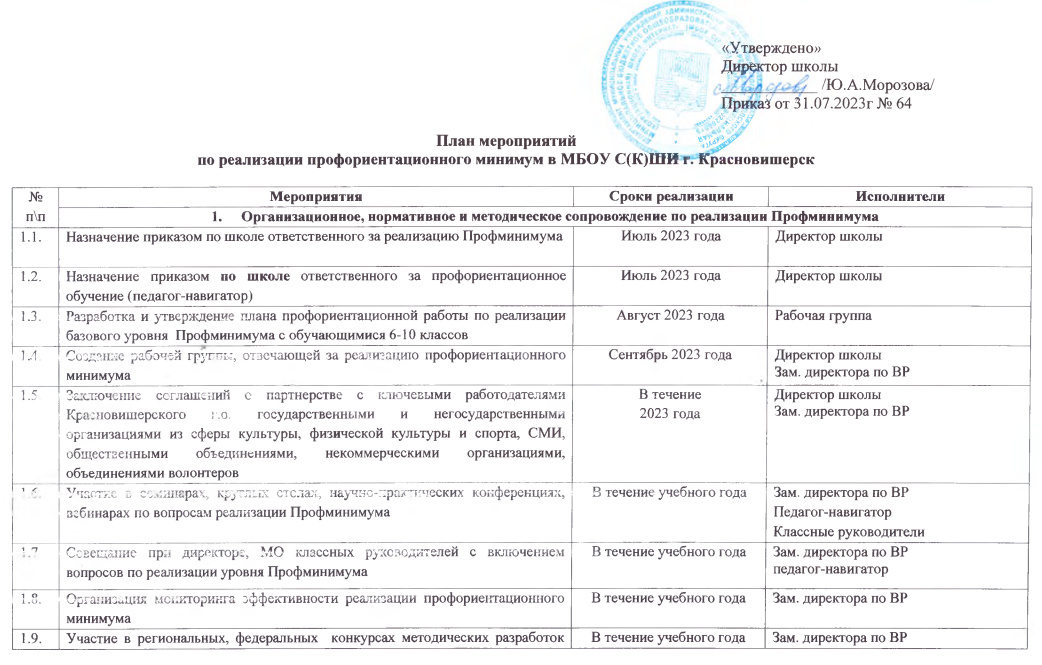 «Утверждено»
Директор школы
/Ю.А.Морозова/
Приказ от 31.07.2023г № 64
План мероприятий
по реализации профориентационного минимум в МБОУ С(К)ШИ г. Красновишерск
№ п\п Мероприятия Сроки реализации Исполнители
1. Организационное, нормативное и методическое сопровождение по реализации Профминимума
1.1. Назначение приказом по школе ответственного за реализацию Профминимума Июль 2023 года Директор школы
1.2. Назначение приказом по школе ответственного за профориентационное Июль 2023 года Директор школы
обучение (педагог-навигатор)
1.3. Разработка и утверждение плана профориентационной работы по реализации Август 2023 года Рабочая группа
базового уровня Профминимума с обучающимися 6-10 классов
1.4 Создание рабочей группы, отвечающей за реализацию профориентационного Сентябрь 2023 года Директор школы
минимума Зам. директора по ВР
1.5 Заключение соглашений о партнерстве с ключевыми работодателями В течение Директор школы
Красновишерского г.о. государственными и негосударственными 2023 года Зам. директора по ВР
организациями из сферы культуры, физической культуры и спорта, СМИ,
общественными объединениями, некоммерческими организациями,
объединениями волонтеров
1.6. Участие в семинарах, круглых столах, научно-практических конференциях, В течение учебного года Зам. директора по ВР
вебинарах по вопросам реализации Профминимума Педагог-навигатор
Классные руководители
1.7 Совещание при директоре, МО классных руководителей с включением В течение учебного года Зам. директора по ВР
вопросов по реализации уровня Профминимума педагог-навигатор
1.8. Организация мониторинга эффективности реализации профориентационного В течение учебного года Зам. директора по ВР
минимума
1.9. Участие в региональных, федеральных конкурсах методических разработок В течение учебного года Зам. директора по ВР